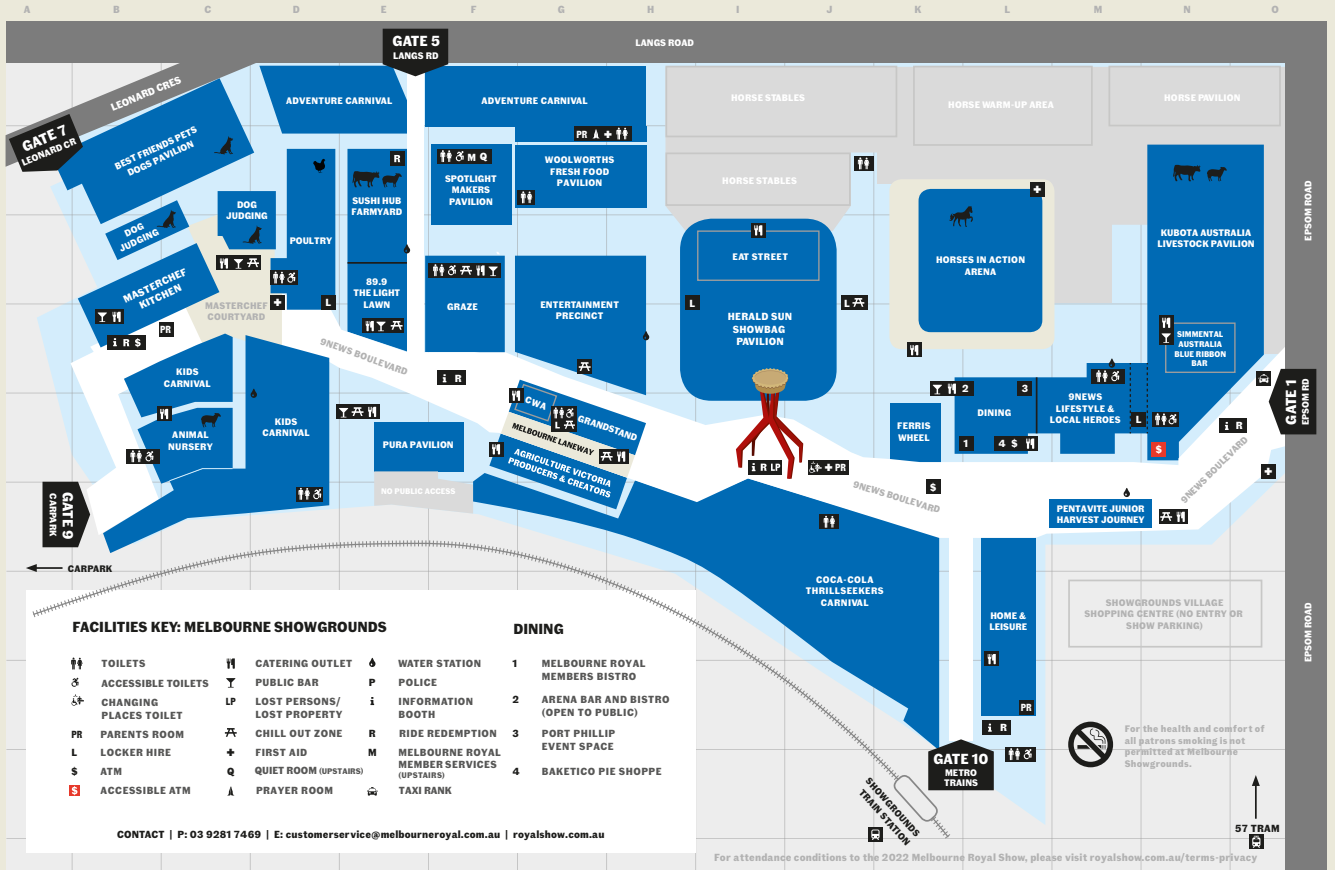 A B C D E F G H I J K L M N O
LANGS ROAD
GATE 5
LANGS RD
LEONARD CRES
GATE 7
LEONARD CR
ADVENTURE CARNIVAL
ADVENTURE CARNIVAL
HORSE STABLES
HORSE WARM-UP AREA
HORSE PAVILION
BEST FRIENDS PETS
DOGS PAVILION
PR
R
M Q
WOOLWORTHS
FRESH FOOD
PAVILION
SPOTLIGHT
MAKERS
PAVILION
HORSE STABLES
SUSHI HUB
FARMYARD
DOG
JUDGING
DOG
JUDGING
POULTRY
KUBOTA AUSTRALIA
LIVESTOCK PAVILION
EPSOM ROAD
EAT STREET
HORSES IN ACTION
ARENA
MASTERCHEF
KITCHEN
89.9
THE LIGHT
LAWN
L
GRAZE
ENTERTAINMENT
PRECINCT
L
L
MASTERCHEF
COURTYARD
HERALD SUN
SHOWBAG
PAVILION
PR
i R $
SIMMENTAL
AUSTRALIA
BLUE RIBBON
BAR
9NEWS BOULEVARD
KIDS
CARNIVAL
i R
2
3
DINING
9NEWS
LIFESTYLE &
LOCAL HEROES
L
GATE 1
EPSOM RD
CWA
L
GRANDSTAND
MELBOURNE LANEWAY
AGRICULTURE VICTORIA
PRODUCERS & CREATORS
FERRIS
WHEEL
KIDS
CARNIVAL
ANIMAL
NURSERY
PURA PAVILION
1
4 $
$
i R
i R LP
PR
NO PUBLIC ACCESS
9NEWS BOULEVARD
$
9NEWS BOULEVARD
GATE 9
CARPARK
PENTAVITE JUNIOR
HARVEST JOURNEY
CARPARK
COCA-COLA
THRILLSEEKERS
CARNIVAL
HOME &
LEISURE
SHOWGROUNDS VILLAGE
SHOPPING CENTRE (NO ENTRY OR
SHOW PARKING)
EPSOM ROAD
PR
i R
GATE 10
METRO
TRAINS
SHOWGROUNDS
TRAIN STATION
For the health and comfort of
all patrons smoking is not
permitted at Melbourne
Showgrounds.
57 TRAM
FACILITIES KEY: MELBOURNE SHOWGROUNDS
TOILETS
ACCESSIBLE TOILETS
CHANGING
PLACES TOILET
PR PARENTS ROOM
L LOCKER HIRE
$ ATM
$ ACCESSIBLE ATM
CATERING OUTLET
PUBLIC BAR
LP LOST PERSONS/
LOST PROPERTY
CHILL OUT ZONE
FIRST AID
Q QUIET ROOM (UPSTAIRS)
PRAYER ROOM
WATER STATION
P POLICE
i INFORMATION
BOOTH
R RIDE REDEMPTION
M MELBOURNE ROYAL
MEMBER SERVICES
(UPSTAIRS)
TAXI RANK
DINING
1 MELBOURNE ROYAL
MEMBERS BISTRO
2 ARENA BAR AND BISTRO
(OPEN TO PUBLIC)
3 PORT PHILLIP
EVENT SPACE
4 BAKETICO PIE SHOPPE
CONTACT | P: 03 9281 7469 | E: customerservice@melbourneroyal.com.au | royalshow.com.au
For attendance conditions to the 2022 Melbourne Royal Show, please visit royalshow.com.au/terms-privacy